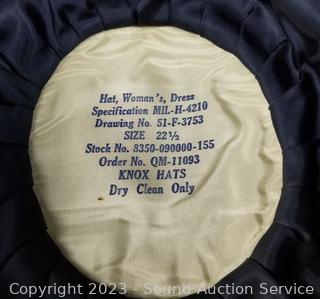 Hat, Woman's, Dress
Specification MIL-H-4210
Drawing No. 51-F-3753
SIZE 22½
Stock No. 8350-090000-155
Order No. QM-11093
KNOX HATS
Dry Clean Only
Copyright 2023 - Sound Auction Service